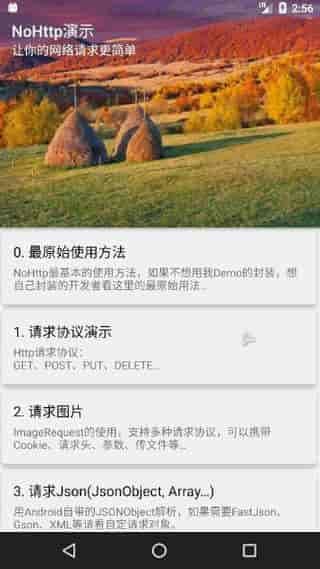 2:56
NoHttp演示
让你的网络请求更简单
0. 最原始使用方法
NoHttp最基本的使用方法，如果不想用我Demo的封装，想
自己封装的开发者看这里的最原始用法...
1. 请求协议演示
Http请求协议：
GET、POST、PUT、DELETE...
2. 请求图片
ImageRequest的使用，支持多种请求协议，可以携带
Cookie、请求头、参数、传文件等...
3. 请求Json(JsonObject, Array...)
用Android自带的JSONObject解析，如果需要FastJson、
Gson、XML等请看自定请求对象。